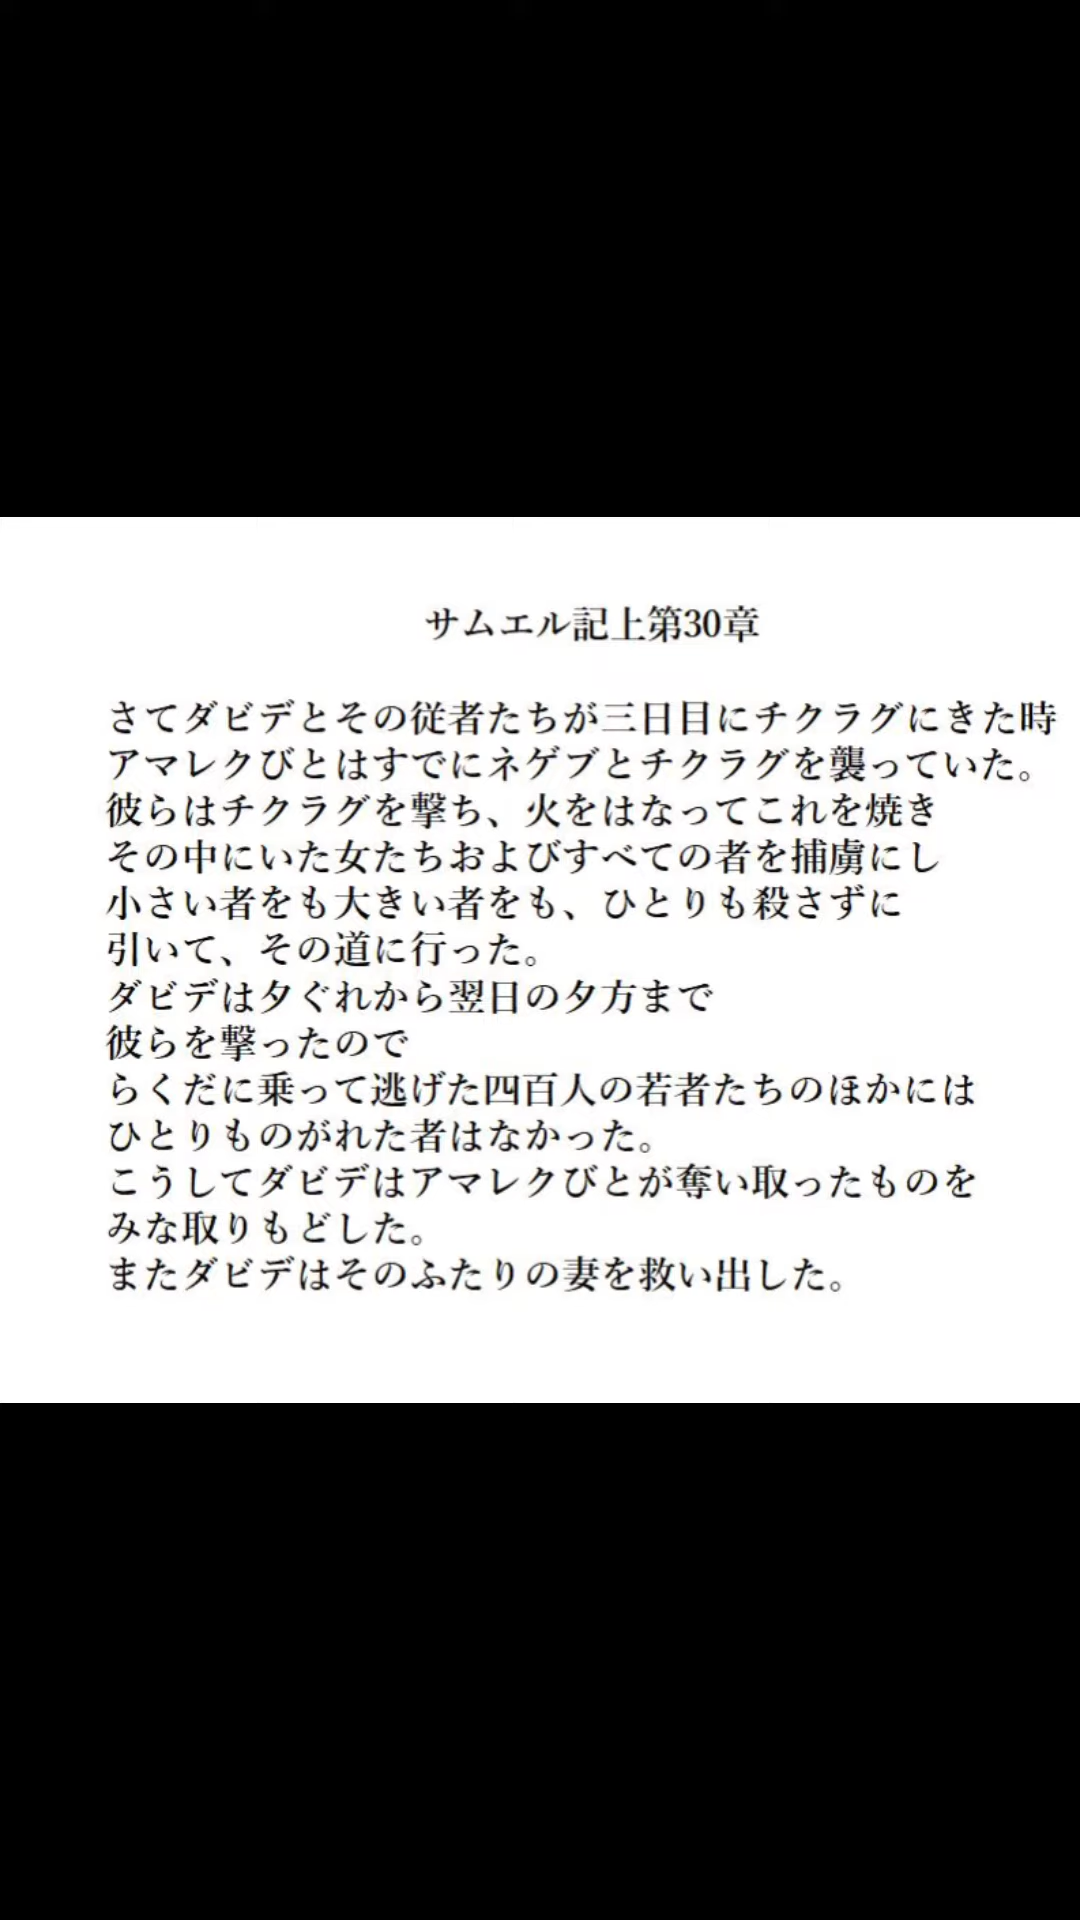 サムエル記上第30章
さてダビデとその従者たちが三日目にチクラグにきた時
アマレクびとはすでにネゲブとチクラグを襲っていた。
彼らはチクラグを撃ち、火をはなってこれを焼き
その中にいた女たちおよびすべての者を捕虜にし
小さい者をも大きい者をも、ひとりも殺さずに
引いて、その道に行った。
ダビデは夕ぐれから翌日の夕方まで
彼らを撃ったので
らくだに乗って逃げた四百人の若者たちのほかには
ひとりものがれた者はなかった。
こうしてダビデはアマレクびとが奪い取ったものを
みな取りもどした。
またダビデはそのふたりの妻を救い出した。